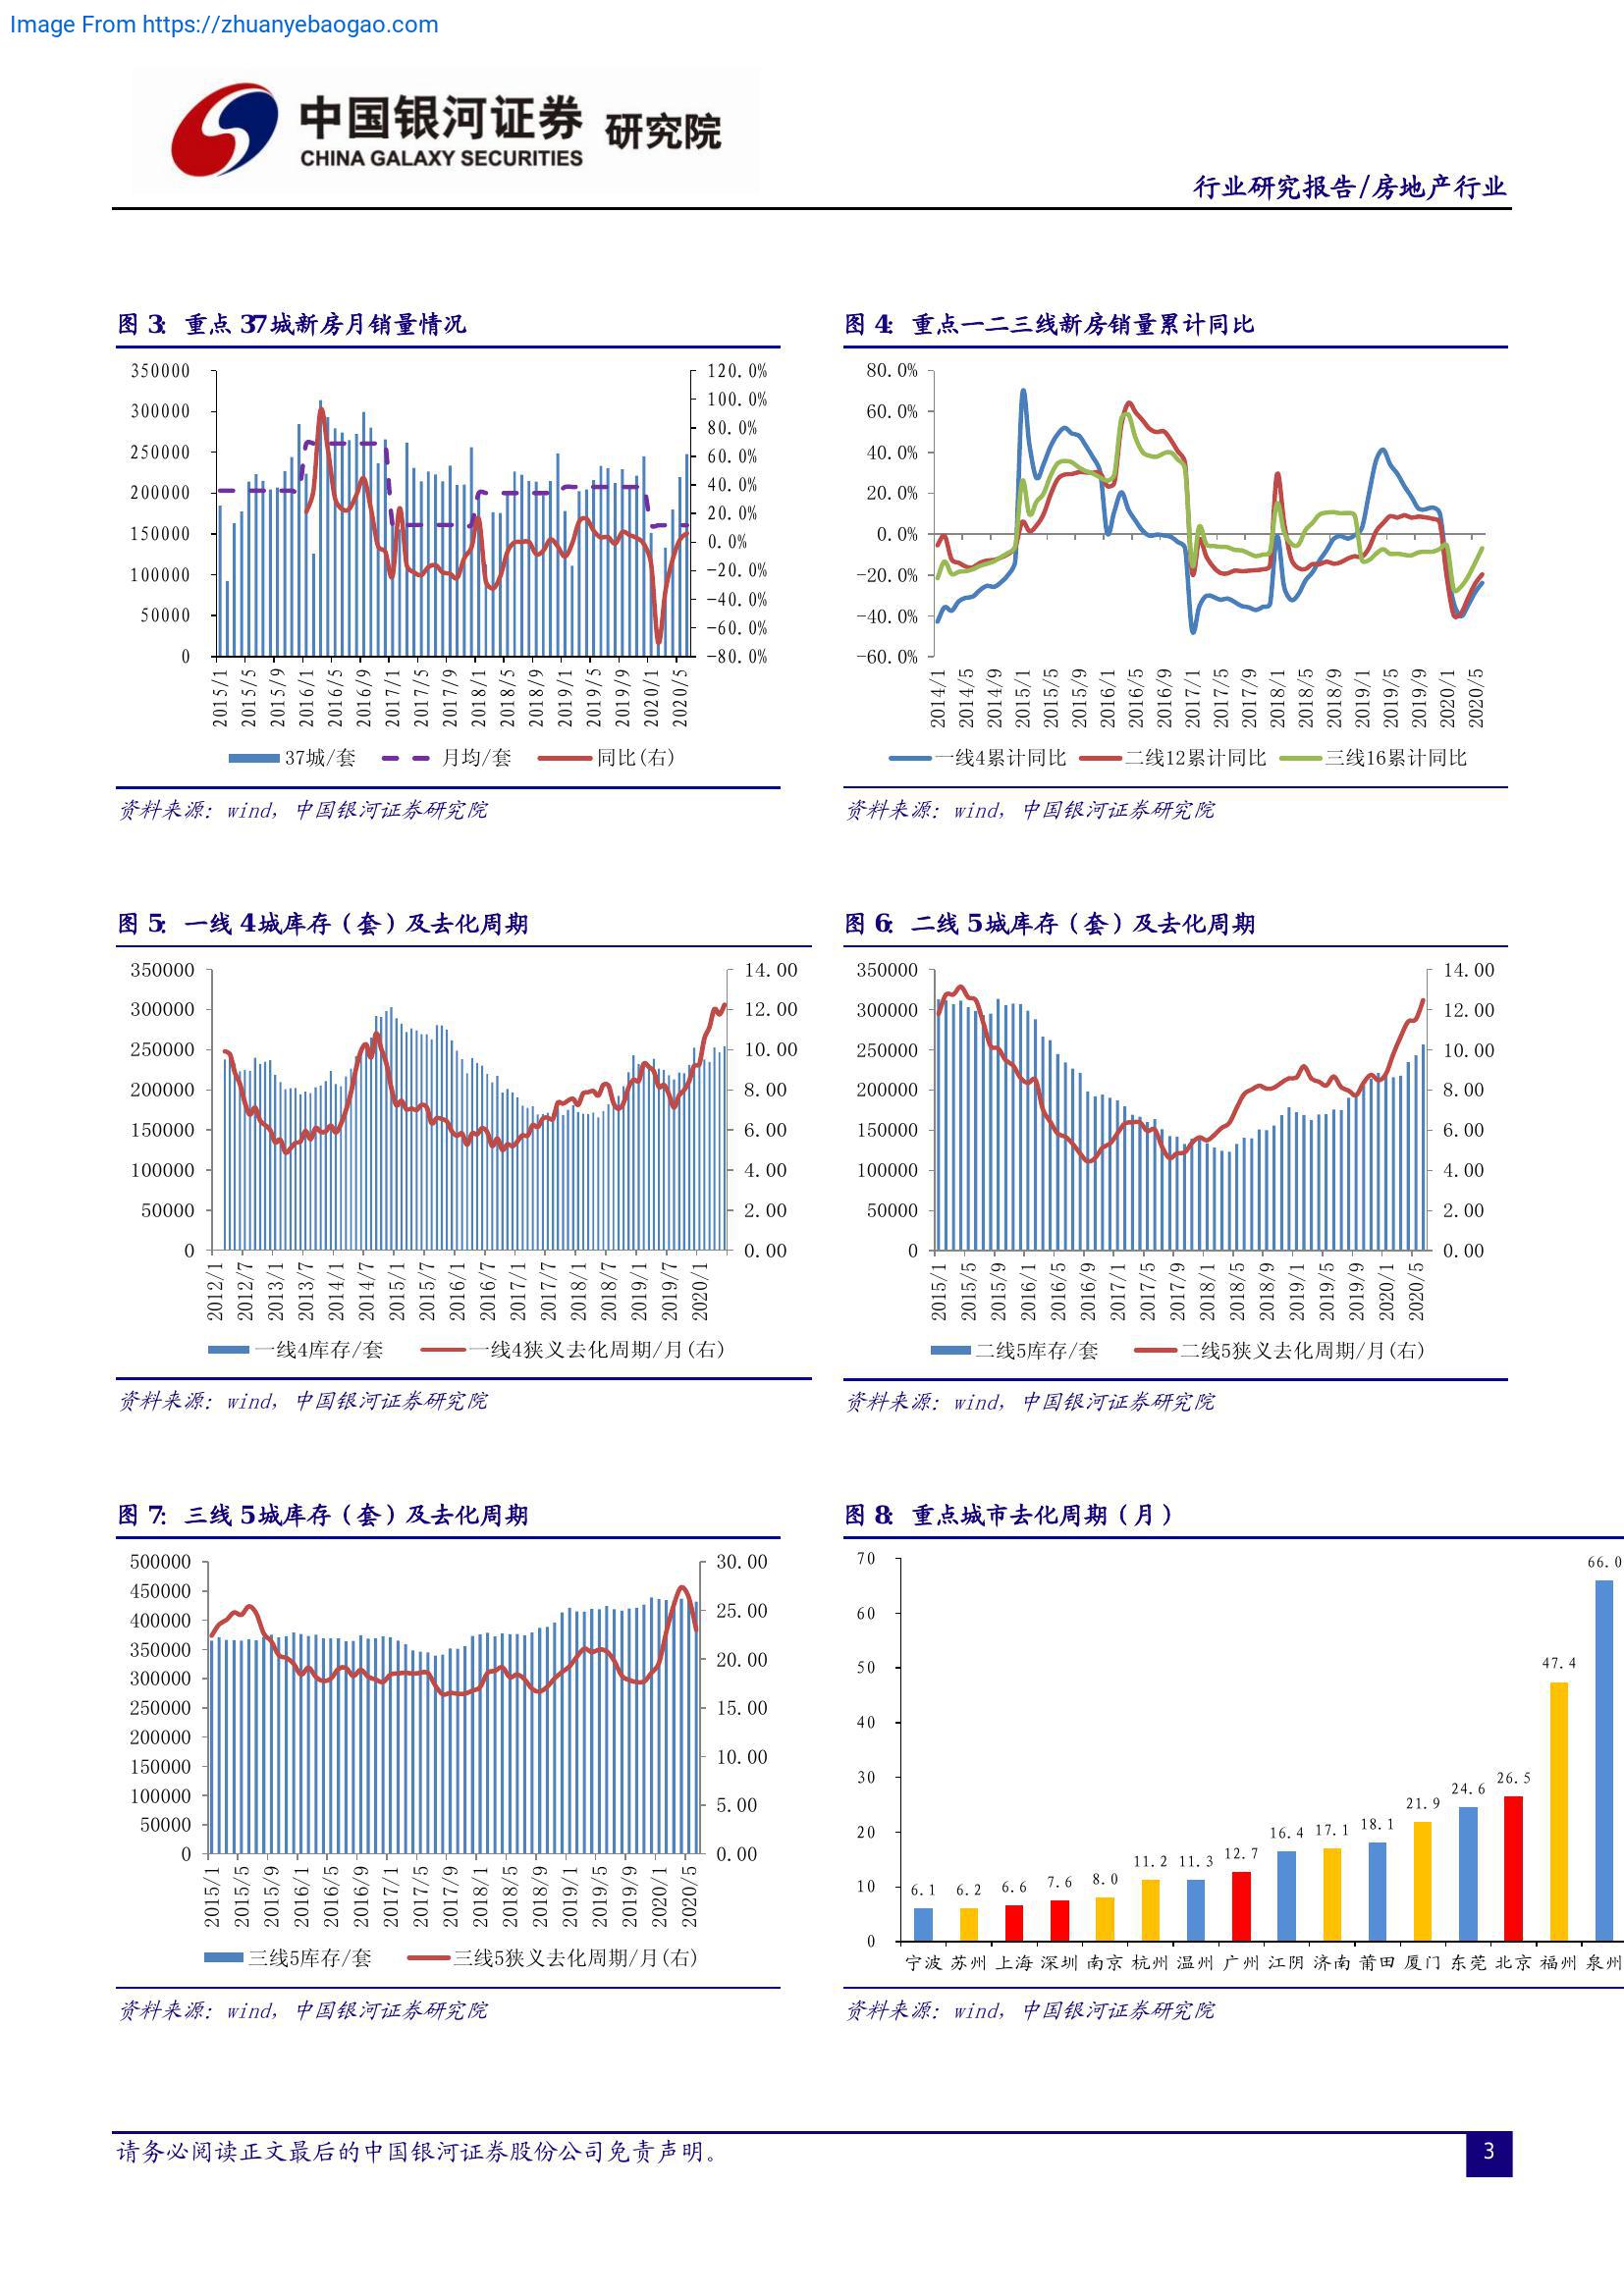 Image From https://zhuanyebaogao.com
中国银河证券 研究院
CHINA GALAXY SECURITIES
行业研究报告/房地产行业
图 3: 重点 37 城新房月销量情况
350000
300000
250000
200000
150000
100000
50000
0
120.0%
100.0%
80.0%
60.0%
40.0%
20.0%
0.0%
-20.0%
-40.0%
-60.0%
-80.0%
2015/1 2015/5 2015/9 2016/1 2016/5 2016/9 2017/1 2017/5 2017/9 2018/1 2018/5 2018/9 2019/1 2019/5 2019/9 2020/1 2020/5
37城/套 月均/套 同比(右)
资料来源: wind, 中国银河证券研究院
图 4: 重点一二三线新房销量累计同比
80.0%
60.0%
40.0%
20.0%
0.0%
-20.0%
-40.0%
-60.0%
2014/1 2014/5 2014/9 2015/1 2015/5 2015/9 2016/1 2016/5 2016/9 2017/1 2017/5 2017/9 2018/1 2018/5 2018/9 2019/1 2019/5 2019/9 2020/1 2020/5
一线4累计同比 二线12累计同比 三线16累计同比
资料来源: wind, 中国银河证券研究院
图 5: 一线 4 城库存（套）及去化周期
350000
300000
250000
200000
150000
100000
50000
0
14.00
12.00
10.00
8.00
6.00
4.00
2.00
0.00
2012/1 2012/7 2013/1 2013/7 2014/1 2014/7 2015/1 2015/7 2016/1 2016/7 2017/1 2017/7 2018/1 2018/7 2019/1 2019/7 2020/1
一线4库存/套 一线4狭义去化周期/月(右)
资料来源: wind, 中国银河证券研究院
图 6: 二线 5 城库存（套）及去化周期
350000
300000
250000
200000
150000
100000
50000
0
14.00
12.00
10.00
8.00
6.00
4.00
2.00
0.00
2015/1 2015/5 2015/9 2016/1 2016/5 2016/9 2017/1 2017/5 2017/9 2018/1 2018/5 2018/9 2019/1 2019/5 2019/9 2020/1 2020/5
二线5库存/套 二线5狭义去化周期/月(右)
资料来源: wind, 中国银河证券研究院
图 7: 三线 5 城库存（套）及去化周期
500000
450000
400000
350000
300000
250000
200000
150000
100000
50000
0
30.00
25.00
20.00
15.00
10.00
5.00
0.00
2015/1 2015/5 2015/9 2016/1 2016/5 2016/9 2017/1 2017/5 2017/9 2018/1 2018/5 2018/9 2019/1 2019/5 2019/9 2020/1 2020/5
三线5库存/套 三线5狭义去化周期/月(右)
资料来源: wind, 中国银河证券研究院
图 8: 重点城市去化周期（月）
70
60
50
40
30
20
10
0
6.1 6.2 6.6 7.6 8.0 11.2 11.3 12.7 16.4 17.1 18.1 21.9 24.6 26.5 47.4 66.0
宁波 苏州 上海 深圳 南京 杭州 温州 广州 江阴 济南 莆田 厦门 东莞 北京 福州 泉州
资料来源: wind, 中国银河证券研究院
请务必阅读正文最后的中国银河证券股份公司免责声明。
3